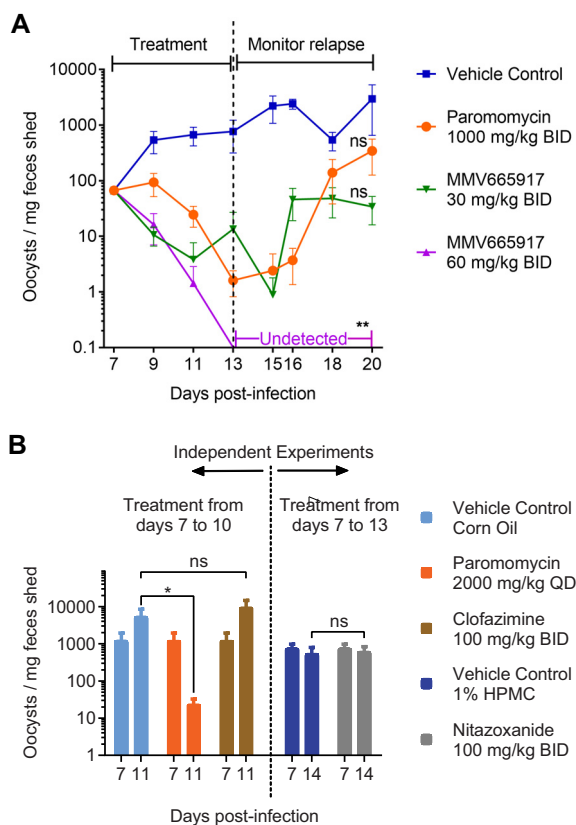 A
Treatment
Monitor relapse
10000
1000
100
10
1
0.1
Oocysts / mg feces shed
ns
ns
Undetected
**
7 9 11 13 15 16 18 20
Days post-infection
Vehicle Control
Paromomycin
1000 mg/kg BID
MMV665917
30 mg/kg BID
MMV665917
60 mg/kg BID
B
Independent Experiments
Treatment from
days 7 to 10
Treatment from
days 7 to 13
ns
*
ns
10000
1000
100
10
1
Oocysts / mg feces shed
7 11 7 11 7 11 7 14 7 14
Days post-infection
Vehicle Control
Corn Oil
Paromomycin
2000 mg/kg QD
Clofazimine
100 mg/kg BID
Vehicle Control
1% HPMC
Nitazoxanide
100 mg/kg BID